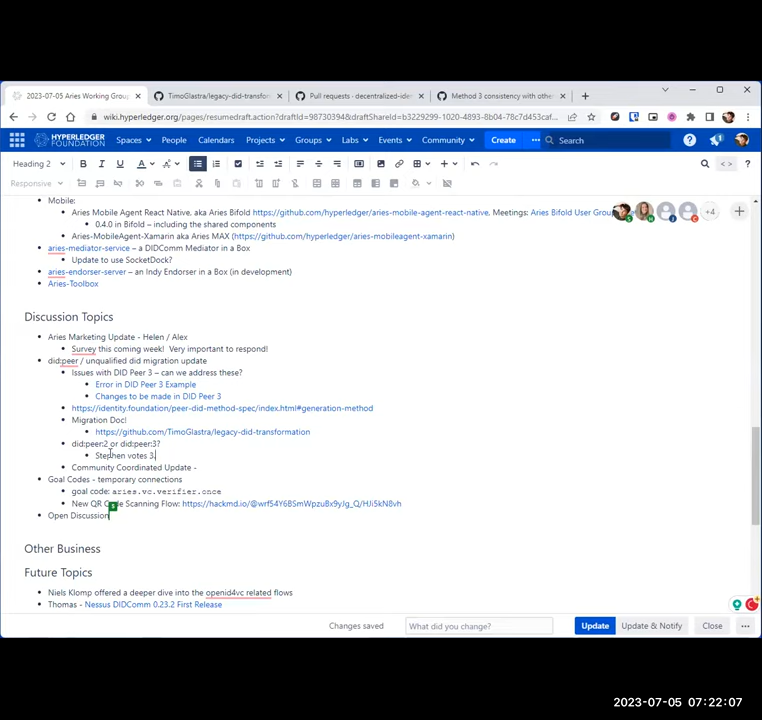 2023-07-05 Aries Working Grou
TimoGlastra/legacy-did-transfor
Pull requests · decentralized-ide
Method 3 consistency with othe
wiki.hyperledger.org/pages/resumedraft.action?draftId=98730394&draftShareId=b3229299-1020-4893-8b04-78c7d453caf...
HYPERLEDGER FOUNDATION
Spaces People Calendars Projects Groups Labs Events Community Create Search
Heading 2 B I U A
Responsive
Mobile:
Aries Mobile Agent React Native, aka Aries Bifold https://github.com/hyperledger/aries-mobile-agent-react-native. Meetings: Aries Bifold User Grou
+4
0.4.0 in Bifold – including the shared components
Aries-MobileAgent-Xamarin aka Aries MAX (https://github.com/hyperledger/aries-mobileagent-xamarin)
aries-mediator-service – a DIDComm Mediator in a Box
Update to use SocketDock?
aries-endorser-server – an Indy Endorser in a Box (in development)
Aries-Toolbox
Discussion Topics
Aries Marketing Update - Helen / Alex
Survey this coming week! Very important to respond!
did:peer / unqualified did migration update
Issues with DID Peer 3 – can we address these?
Error in DID Peer 3 Example
Changes to be made in DID Peer 3
https://identity.foundation/peer-did-method-spec/index.html#generation-method
Migration Doc!
https://github.com/TimoGlastra/legacy-did-transformation
did:peer:2 or did:peer:3?
Stephen votes 3.
Community Coordinated Update -
Goal Codes - temporary connections
goal code: aries.vc.verifier.once
New QR Code Scanning Flow: https://hackmd.io/@wrf54Y6BSmWpzuBx9yJg_Q/HJi5kN8vh
Open Discussion
Other Business
Future Topics
Niels Klomp offered a deeper dive into the openid4vc related flows
Thomas - Nessus DIDComm 0.23.2 First Release
Changes saved
What did you change?
Update
Update & Notify
Close
2023-07-05 07:22:07